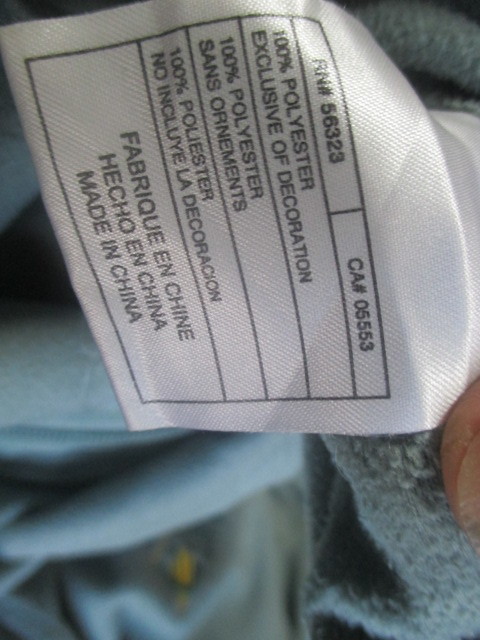 RN# 56323
CA# 05553
100% POLYESTER
EXCLUSIVE OF DECORATION
100% POLYESTER
SANS ORNEMENTS
100% POLIESTER
NO INCLUYE LA DECORACION
FABRIQUE EN CHINE
HECHO EN CHINA
MADE IN CHINA